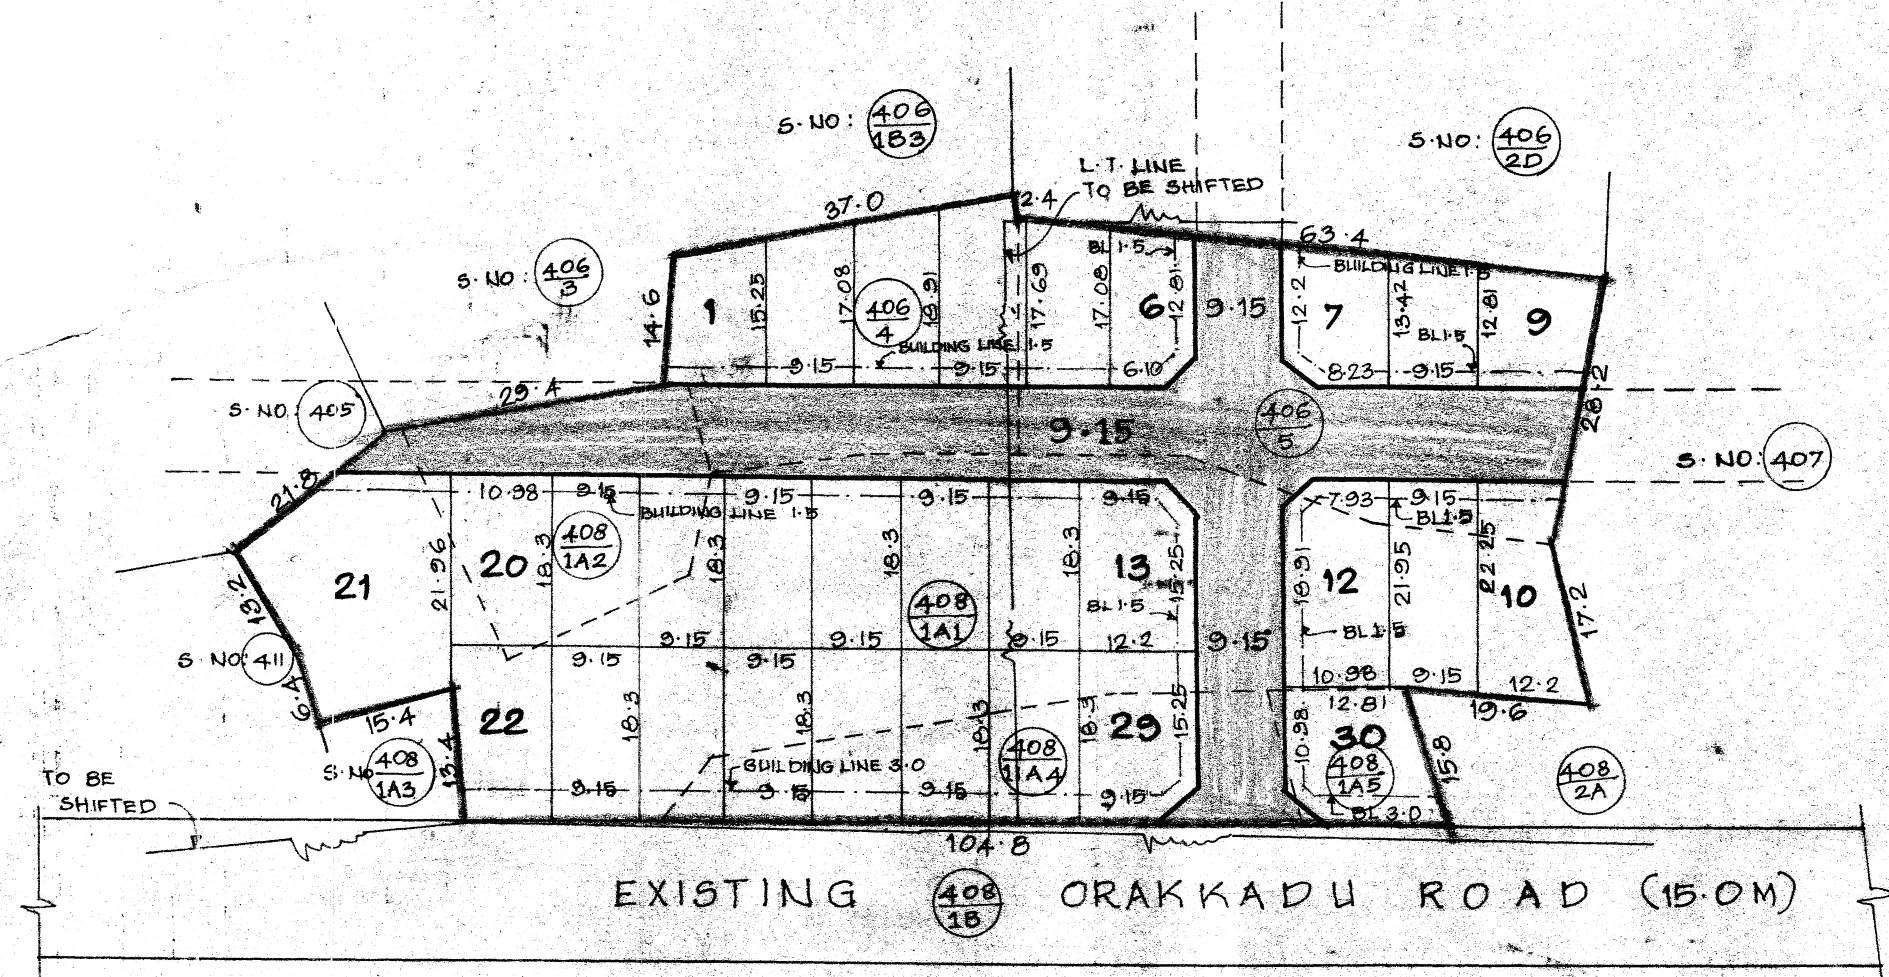 S.NO: 406
1B3
S.NO: 406
2D
L.T. LINE
TO BE SHIFTED
37.0
2.4
63.4
S.NO: 406
3
14.6
1
15.25
17.08
406
4
18.91
17.69
17.08
BL 1.5
6
12.81
9.15
12.2
BUILDING LINE 1.5
7
13.42
12.81
BL 1.5
9
BUILDING LINE 1.5
9.15
9.15
6.10
8.23
9.15
28.2
29.4
S.NO: 405
9.15
406
5
S.NO: 407
21.8
10.98
9.15
9.15
9.15
9.15
7.93
9.15
BUILDING LINE 1.5
BL 1.5
21
21.96
20
18.3
408
1A2
18.3
18.3
18.3
13
15.25
BL 1.5
18.91
12
21.95
22.25
10
17.2
13.2
408
1A1
9.15
9.15
9.15
12.2
9.15
BL 1.5
9.15
9.15
S.NO: 411
6.4
15.4
10.98
9.15
12.2
12.81
19.6
22
18.3
18.3
18.3
18.3
29
15.25
10.98
30
15.8
13.4
S.NO 408
1A3
408
1A4
408
1A5
408
2A
BUILDING LINE 3.0
9.15
9.15
9.15
9.15
BL 3.0
TO BE
SHIFTED
104.8
EXISTING 408 ORAKKADU ROAD (15.0M)
1B